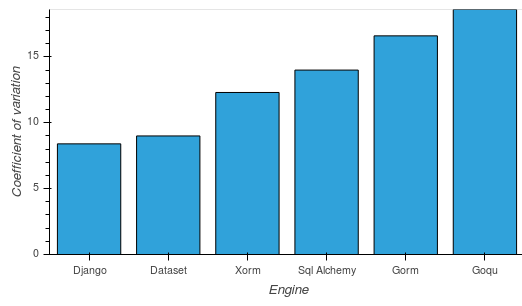 Coefficient of variation
15
10
5
0
Django Dataset Xorm Sql Alchemy Gorm Goqu
Engine